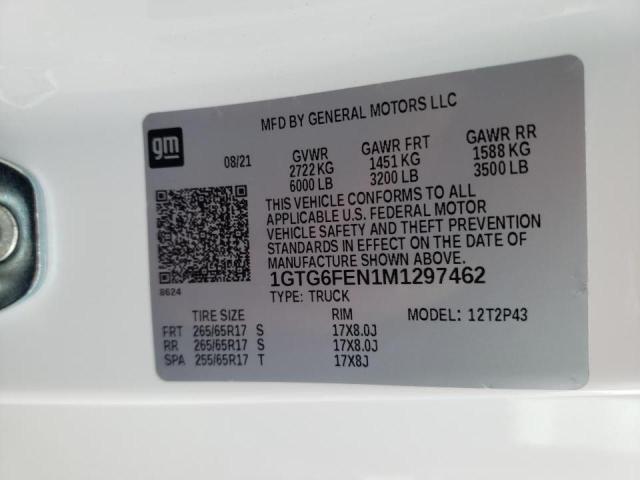 MFD BY GENERAL MOTORS LLC
gm
08/21 GVWR GAWR FRT GAWR RR
2722 KG 1451 KG 1588 KG
6000 LB 3200 LB 3500 LB
THIS VEHICLE CONFORMS TO ALL
APPLICABLE U.S. FEDERAL MOTOR
VEHICLE SAFETY AND THEFT PREVENTION
STANDARDS IN EFFECT ON THE DATE OF
MANUFACTURE SHOWN ABOVE.
1GTG6FEN1M1297462
8624 TYPE: TRUCK
TIRE SIZE RIM MODEL: 12T2P43
FRT 265/65R17 S 17X8.0J
RR 265/65R17 S 17X8.0J
SPA 255/65R17 T 17X8J